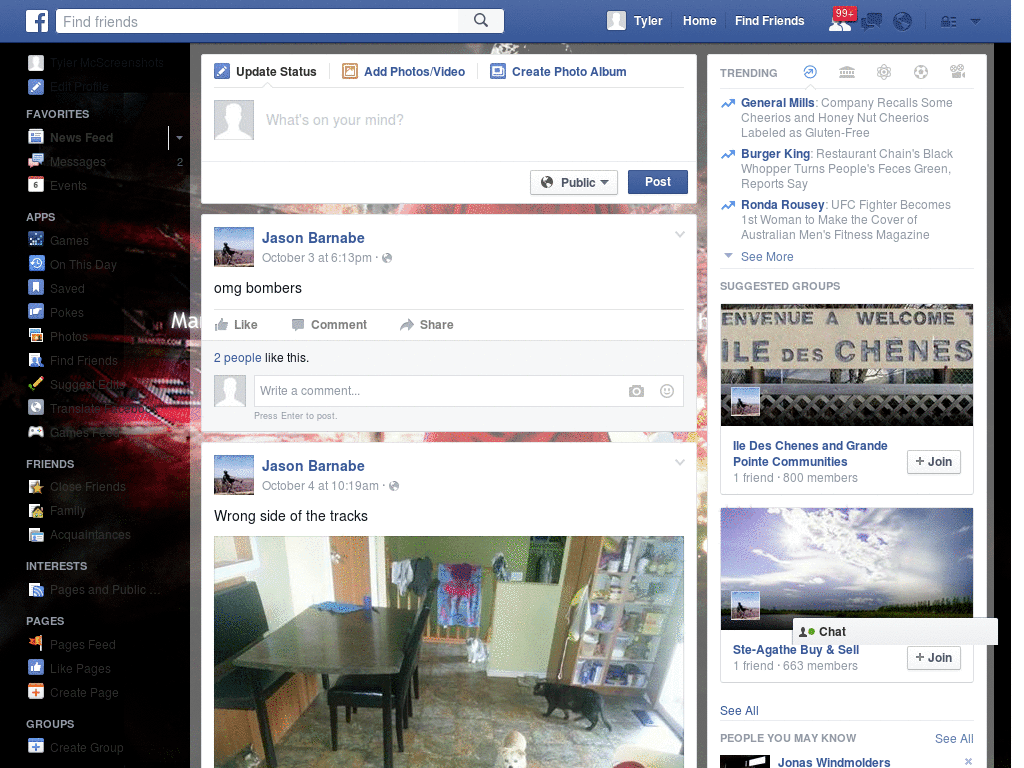 f
Find friends
Tyler
Home
Find Friends
99+
Tyler McScreenshots
Edit Profile
FAVORITES
News Feed
Messages
2
6
Events
APPS
Games
On This Day
Saved
Pokes
Photos
Find Friends
Suggest Edits
Translate
Games Feed
FRIENDS
Close Friends
Family
Acquaintances
INTERESTS
Pages and Public ...
PAGES
Pages Feed
Like Pages
Create Page
GROUPS
Create Group
Update Status
Add Photos/Video
Create Photo Album
What's on your mind?
Public
Post
Jason Barnabe
October 3 at 6:13pm ·
omg bombers
Like
Comment
Share
2 people like this.
Write a comment...
Press Enter to post.
Jason Barnabe
October 4 at 10:19am ·
Wrong side of the tracks
TRENDING
General Mills: Company Recalls Some
Cheerios and Honey Nut Cheerios
Labeled as Gluten-Free
Burger King: Restaurant Chain's Black
Whopper Turns People's Feces Green,
Reports Say
Ronda Rousey: UFC Fighter Becomes
1st Woman to Make the Cover of
Australian Men's Fitness Magazine
See More
SUGGESTED GROUPS
ENVENUE A WELCOME T
ILE DES CHENES
Ile Des Chenes and Grande
Pointe Communities
1 friend · 800 members
+ Join
Chat
Ste-Agathe Buy & Sell
1 friend · 663 members
+ Join
See All
PEOPLE YOU MAY KNOW
See All
Jonas Windmolders